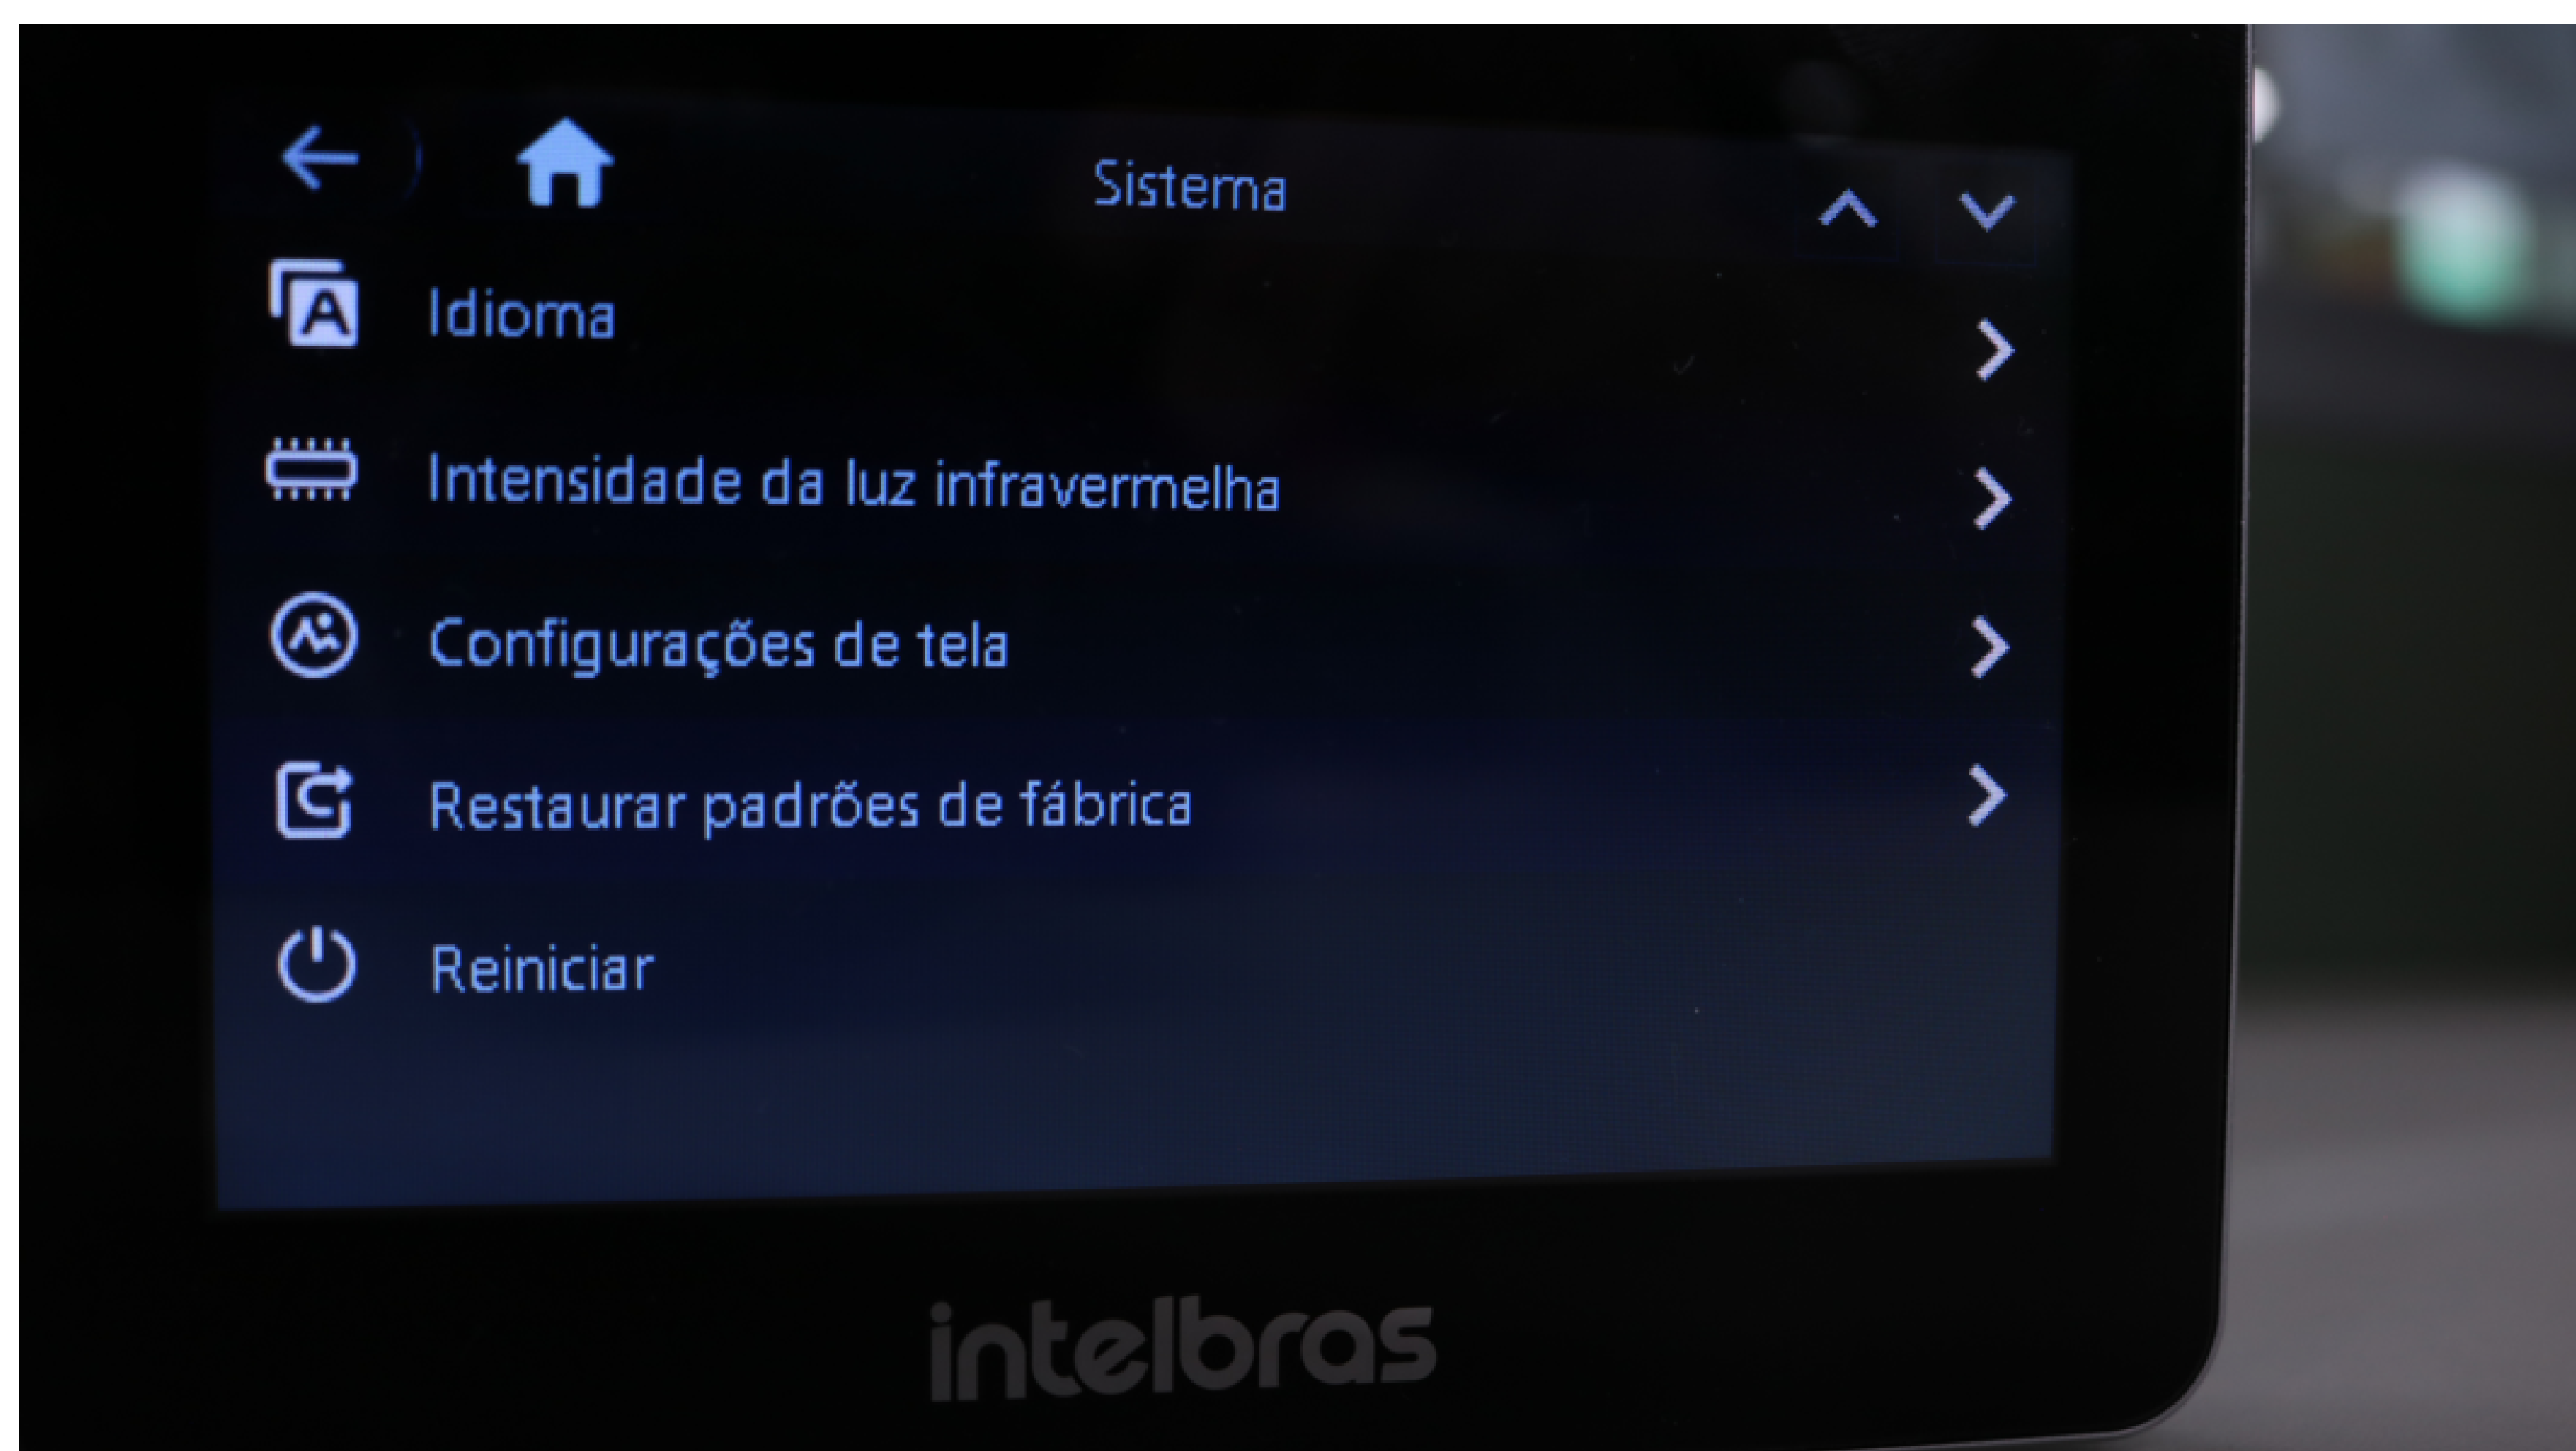 Sistema
Idioma
Intensidade da luz infravermelha
Configurações de tela
Restaurar padrões de fábrica
Reiniciar
intelbras